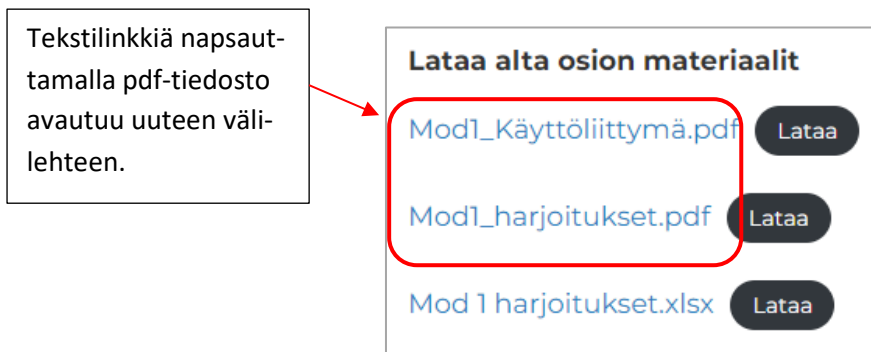 Tekstilinkkiä napsaut-
tamalla pdf-tiedosto
avautuu uuteen väli-
lehteen.
Lataa alta osion materiaalit
Mod1_Käyttöliittymä.pdf Lataa
Mod1_harjoitukset.pdf Lataa
Mod 1 harjoitukset.xlsx Lataa